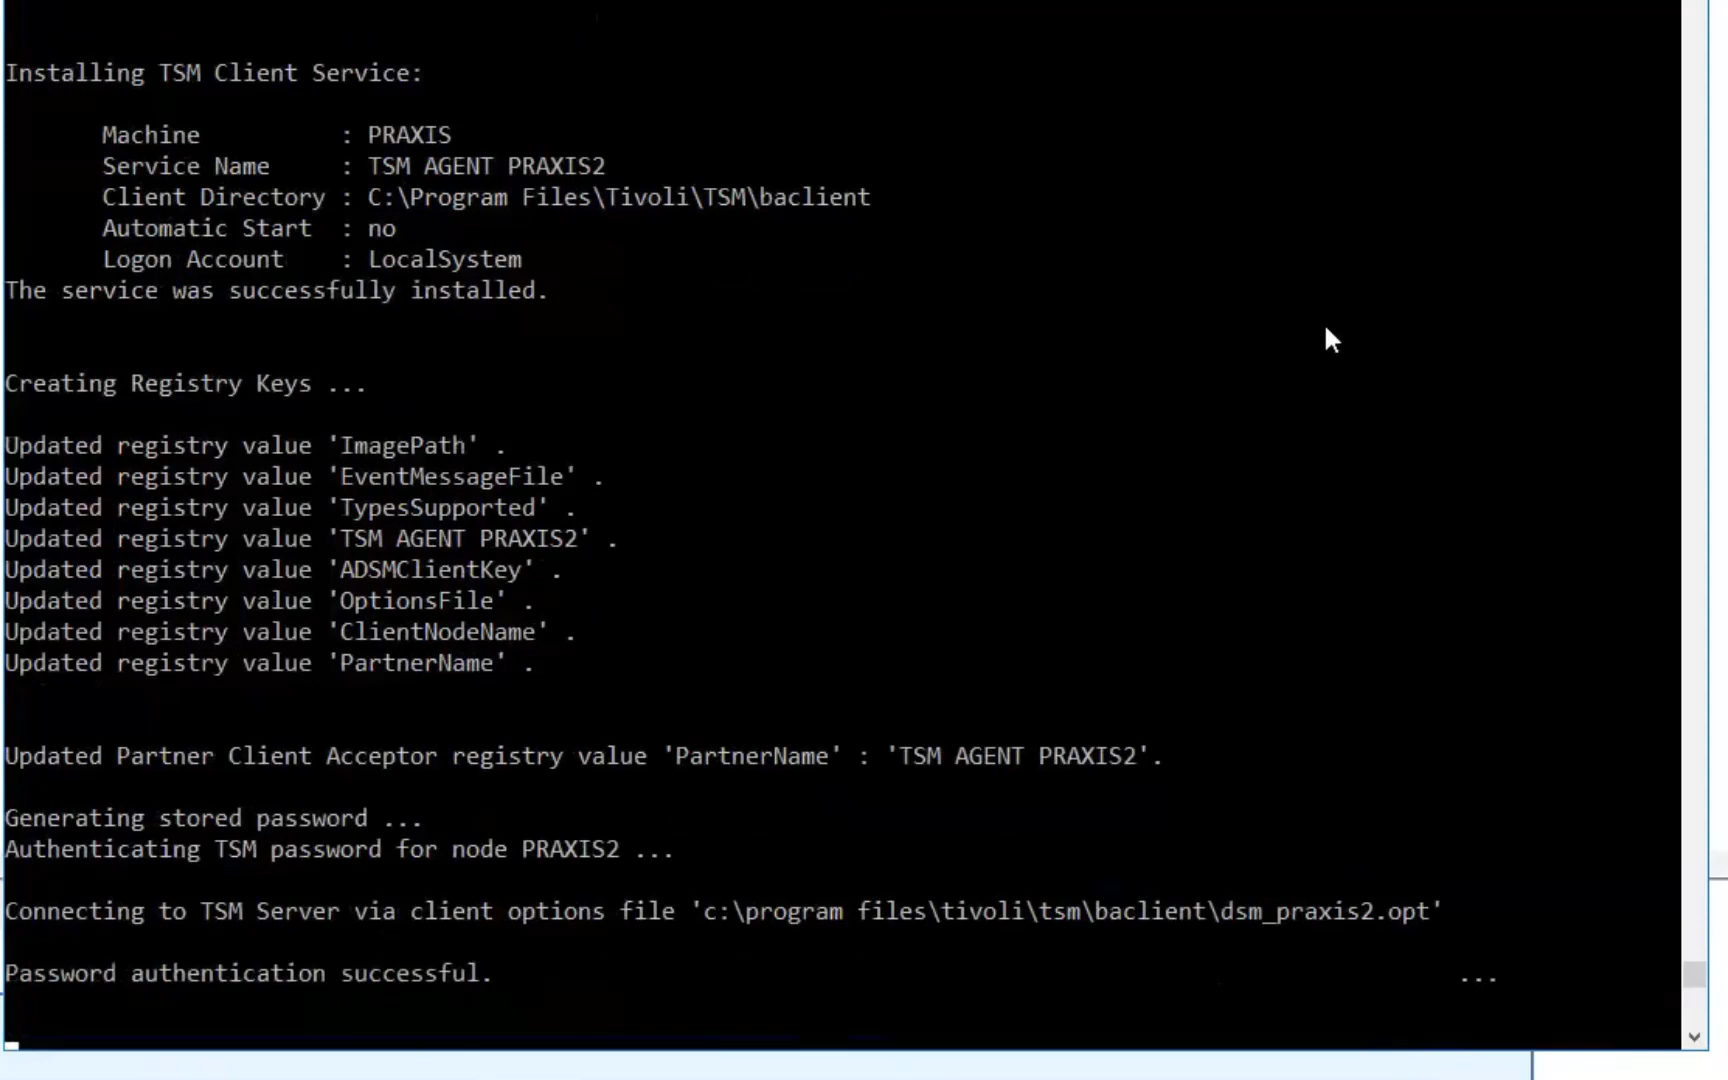 Installing TSM Client Service:
Machine : PRAXIS
Service Name : TSM AGENT PRAXIS2
Client Directory : C:\Program Files\Tivoli\TSM\baclient
Automatic Start : no
Logon Account : LocalSystem
The service was successfully installed.
Creating Registry Keys ...
Updated registry value 'ImagePath' .
Updated registry value 'EventMessageFile' .
Updated registry value 'TypesSupported' .
Updated registry value 'TSM AGENT PRAXIS2' .
Updated registry value 'ADSMClientKey' .
Updated registry value 'OptionsFile' .
Updated registry value 'ClientNodeName' .
Updated registry value 'PartnerName' .
Updated Partner Client Acceptor registry value 'PartnerName' : 'TSM AGENT PRAXIS2'.
Generating stored password ...
Authenticating TSM password for node PRAXIS2 ...
Connecting to TSM Server via client options file 'c:\program files\tivoli\tsm\baclient\dsm_praxis2.opt'
Password authentication successful. ...